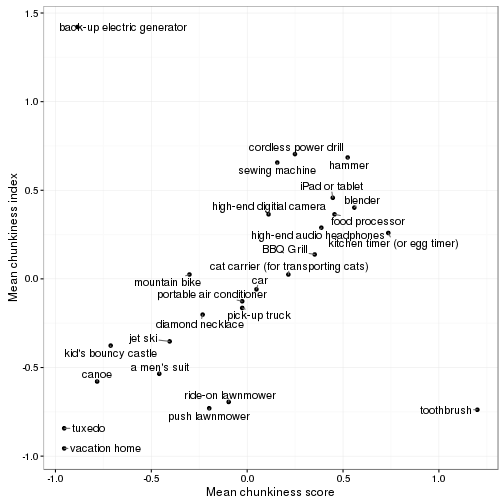 1.5
back-up electric generator
1.0
cordless power drill
hammer
sewing machine
iPad or tablet
0.5
blender
high-end digitial camera
food processor
high-end audio headphones
kitchen timer (or egg timer)
BBQ Grill
cat carrier (for transporting cats)
0.0
mountain bike
car
portable air conditioner
pick-up truck
diamond necklace
jet ski
kid's bouncy castle
a men's suit
canoe
-0.5
ride-on lawnmower
push lawnmower
toothbrush
tuxedo
vacation home
-1.0
-1.0 -0.5 0.0 0.5 1.0
Mean chunkiness score
Mean chunkiness index